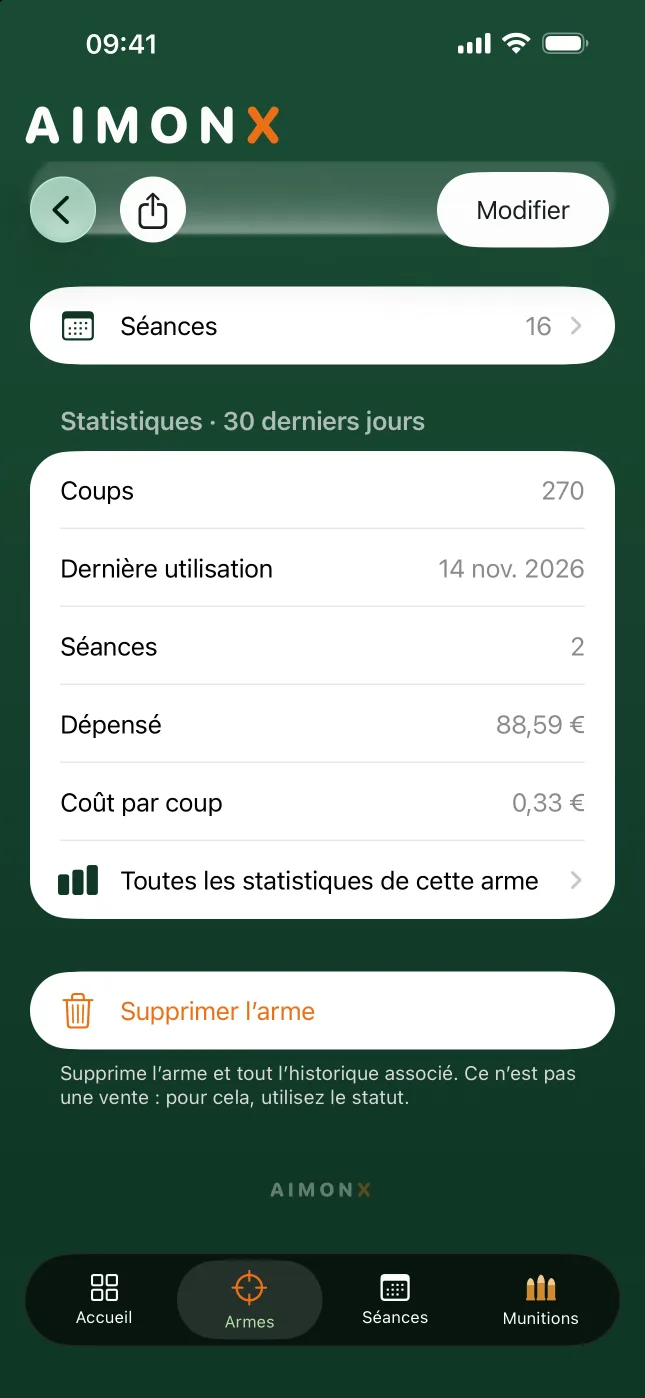 09:41
AIMONX
Modifier
Séances 16
Statistiques · 30 derniers jours
Coups 270
Dernière utilisation 14 nov. 2026
Séances 2
Dépensé 88,59 €
Coût par coup 0,33 €
Toutes les statistiques de cette arme
Supprimer l’arme
Supprime l’arme et tout l’historique associé. Ce n’est pas
une vente : pour cela, utilisez le statut.
AIMONX
Accueil Armes Séances Munitions